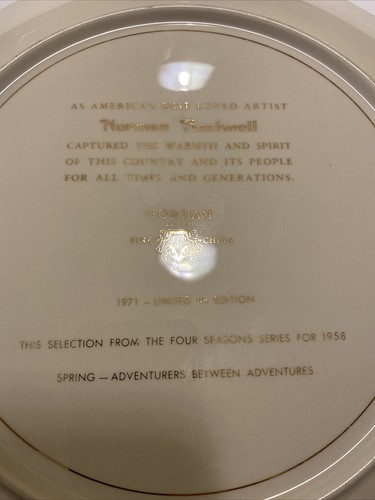 AS AMERICA'S BEST LOVED ARTIST
Norman Rockwell
CAPTURED THE WARMTH AND SPIRIT
OF THIS COUNTRY AND ITS PEOPLE
FOR ALL TIMES AND GENERATIONS.
GORHAM
FINE CHINA
1971 – LIMITED EDITION
THIS SELECTION FROM THE FOUR SEASONS SERIES FOR 1958
SPRING — ADVENTURERS BETWEEN ADVENTURES